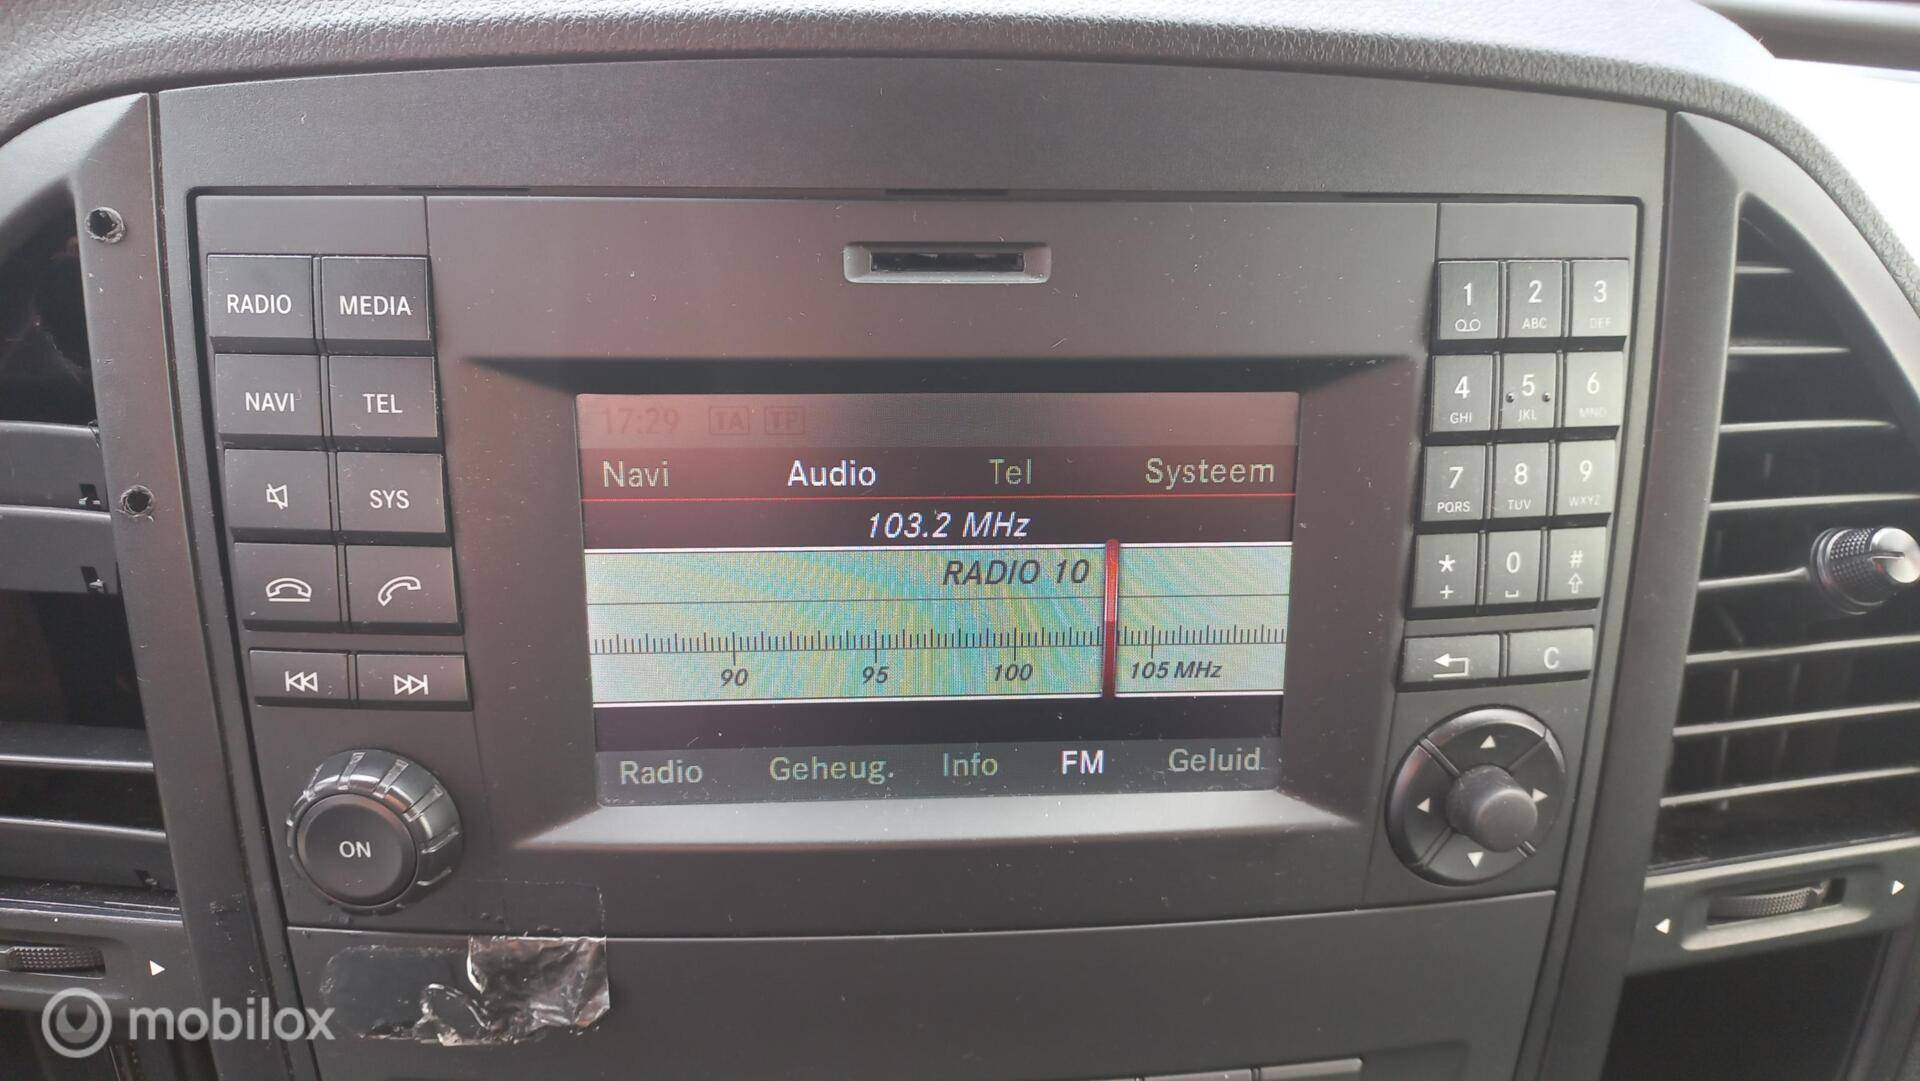 RADIO MEDIA
NAVI TEL
SYS
ON
17:29 TA TP
Navi Audio Tel Systeem
103.2 MHz
RADIO 10
90 95 100 105 MHz
Radio Geheug. Info FM Geluid
1 2 3
ABC DEF
4 5 6
GHI JKL MNO
7 8 9
PQRS TUV WXYZ
* 0 #
+
C
mobilox